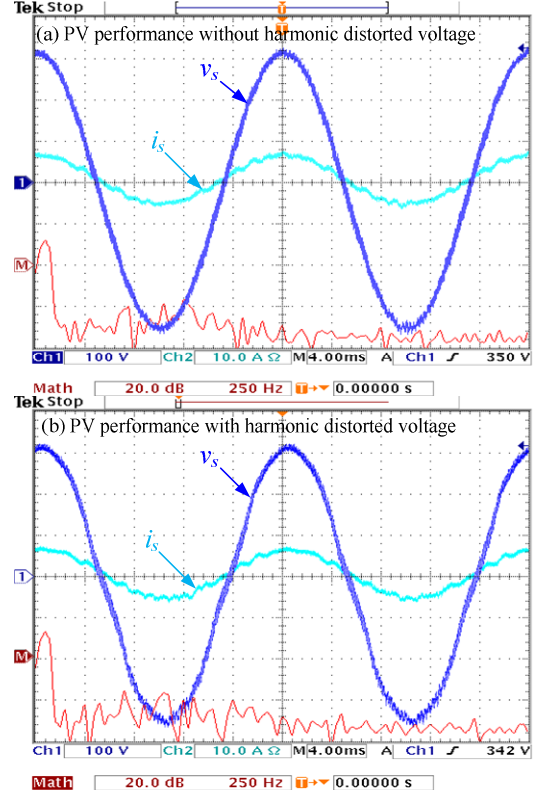 Tek Stop
(a) PV performance without harmonic distorted voltage
vs
is
1
M
Ch1 100 V Ch2 10.0 A Ω M 4.00ms A Ch1 350 V
Math 20.0 dB 250 Hz T 0.00000 s
Tek Stop
(b) PV performance with harmonic distorted voltage
vs
is
1
M
Ch1 100 V Ch2 10.0 A Ω M 4.00ms A Ch1 342 V
Math 20.0 dB 250 Hz T 0.00000 s